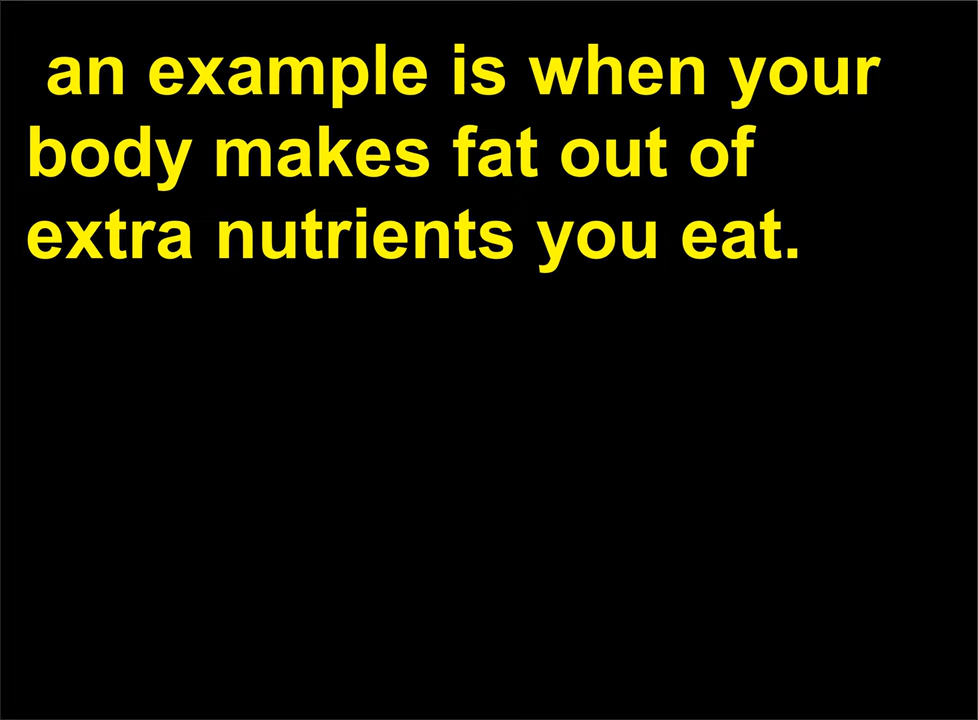 an example is when your
body makes fat out of
extra nutrients you eat.